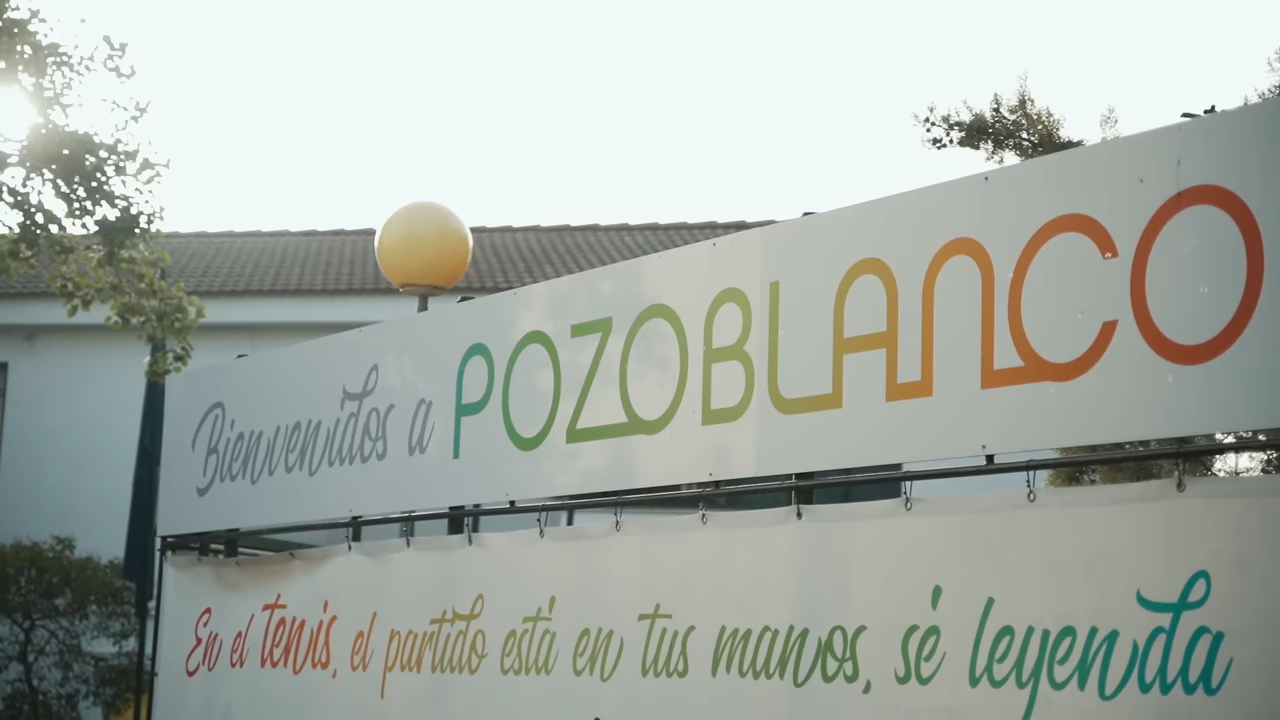 Bienvenidos a POZOBLANCO
En el tenis, el partido está en tus manos, sé leyenda